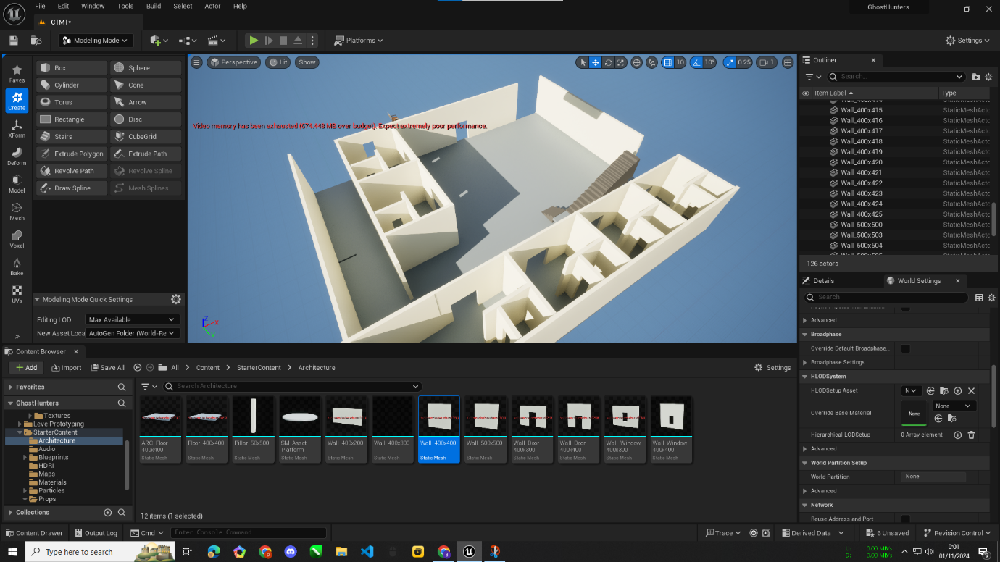 File Edit Window Tools Build Select Actor Help
GhostHunters
C1M1*
Modeling Mode
Platforms
Settings
Faves
Create
XForm
Deform
Model
Mesh
Voxel
Bake
UVs
Box Sphere
Cylinder Cone
Torus Arrow
Rectangle Disc
Stairs CubeGrid
Extrude Polygon Extrude Path
Revolve Path Revolve Spline
Draw Spline Mesh Splines
Modeling Mode Quick Settings
Editing LOD Max Available
New Asset Loca AutoGen Folder (World-Re
Perspective Lit Show
10 10° 0.25 1
Video memory has been exhausted (674.448 MB over budget). Expect extremely poor performance.
Z X Y
Outliner
Search...
Item Label Type
Wall_400x414 StaticMeshActo
Wall_400x415 StaticMeshActo
Wall_400x416 StaticMeshActo
Wall_400x417 StaticMeshActo
Wall_400x418 StaticMeshActo
Wall_400x419 StaticMeshActo
Wall_400x420 StaticMeshActo
Wall_400x421 StaticMeshActo
Wall_400x422 StaticMeshActo
Wall_400x423 StaticMeshActo
Wall_400x424 StaticMeshActo
Wall_400x425 StaticMeshActo
Wall_500x500 StaticMeshActo
Wall_500x503 StaticMeshActo
Wall_500x504 StaticMeshActo
126 actors
Details World Settings
Search
Advanced
Broadphase
Override Default Broadphase...
Broadphase Settings
HLODSystem
HLODSetup Asset
Override Base Material None None
Hierarchical LODSetup 0 Array element
Advanced
World Partition Setup
World Partition None
Advanced
Network
Reuse Address and Port
Content Browser
Add Import Save All All Content StarterContent Architecture Settings
Favorites
GhostHunters
Textures
LevelPrototyping
StarterContent
Architecture
Audio
Blueprints
HDRI
Maps
Materials
Particles
Props
Collections
Search Architecture
ARC_Floor_
400x400
Static Mesh
Floor_400x400
Static Mesh
Pillar_50x500
Static Mesh
SM_Asset
Platform
Static Mesh
Wall_400x200
Static Mesh
Wall_400x300
Static Mesh
Wall_400x400
Static Mesh
Wall_500x500
Static Mesh
Wall_Door_
400x300
Static Mesh
Wall_Door_
400x400
Static Mesh
Wall_Window_
400x300
Static Mesh
Wall_Window_
400x400
Static Mesh
12 items (1 selected)
Content Drawer Output Log Cmd Enter Console Command Trace Derived Data 6 Unsaved Revision Control
Type here to search
U: 0.00 MB/s
D: 0.00 MB/s
0:01
01/11/2024
9